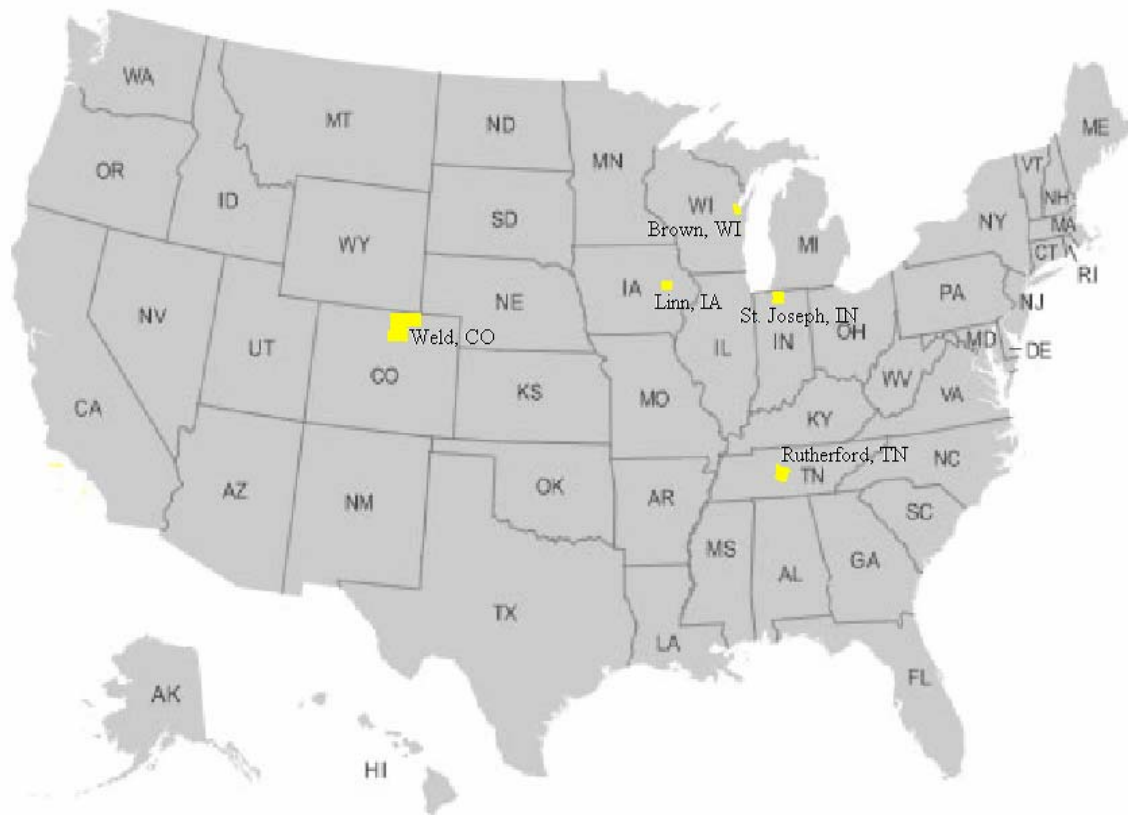 WA
MT
ND
MN
ME
OR
ID
SD
WI
VT
NH
NY
MA
WY
Brown, WI
MI
CT
RI
IA
NE
Linn, IA
PA
NJ
NV
St. Joseph, IN
UT
Weld, CO
IL
IN
OH
MD
DE
CO
WV
CA
KS
MO
VA
KY
Rutherford, TN
AZ
NM
OK
AR
TN
NC
SC
MS
AL
GA
TX
LA
FL
AK
HI